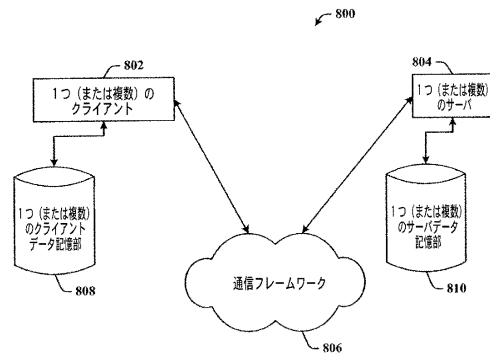 800
802
804
1つ（または複数）の
クライアント
1つ（または複数）
のサーバ
1つ（または複数）
のクライアント
データ記憶部
1つ（または複数）
のサーバデータ
記憶部
通信フレームワーク
808
810
806